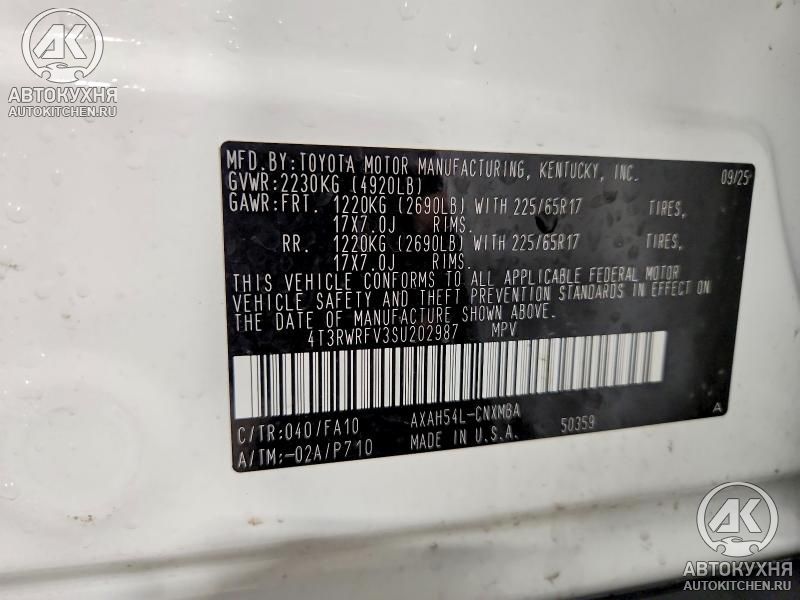 AK
АВТОКУХНЯ
AUTOKITCHEN.RU
MFD.BY:TOYOTA MOTOR MANUFACTURING, KENTUCKY, INC. 09/25
GVWR:2230KG (4920LB)
GAWR:FRT. 1220KG (2690LB) WITH 225/65R17 TIRES,
17X7.0J RIMS.
RR. 1220KG (2690LB) WITH 225/65R17 TIRES,
17X7.0J RIMS.
THIS VEHICLE CONFORMS TO ALL APPLICABLE FEDERAL MOTOR
VEHICLE SAFETY AND THEFT PREVENTION STANDARDS IN EFFECT ON
THE DATE OF MANUFACTURE SHOWN ABOVE.
4T3RWRFV3SU202987 MPV
C/TR:040/FA10 AXAH54L-CNXMBA
A/TM:-02A/P710 MADE IN U.S.A. 50359 A
AK
АВТОКУХНЯ
AUTOKITCHEN.RU